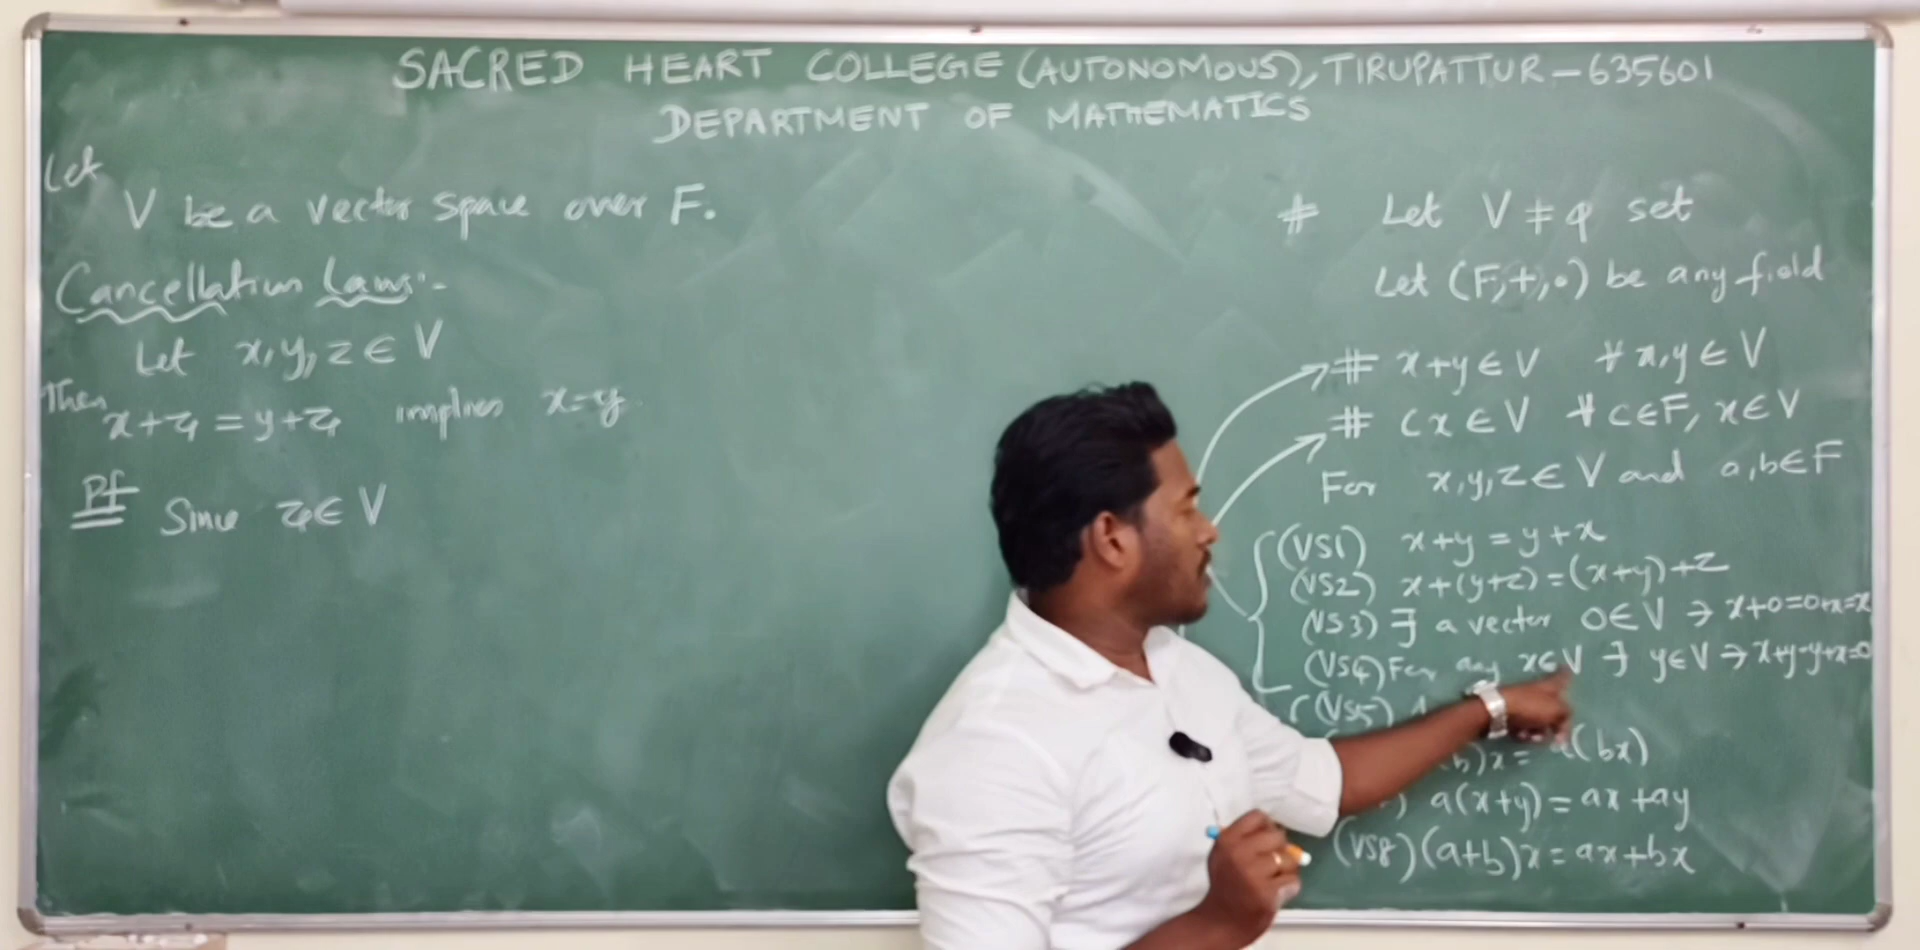 SACRED HEART COLLEGE (AUTONOMOUS), TIRUPATTUR – 635601
DEPARTMENT OF MATHEMATICS
Let
V be a vector space over F.
Cancellation Law:-
Let x, y, z ∈ V
Then
x+z = y+z implies x=y
Pf Since z ∈ V
# Let V ≠ φ set
Let (F, +, ·) be any field
# x+y ∈ V ∀ x, y ∈ V
# cx ∈ V ∀ c∈F, x∈V
For x, y, z ∈ V and a, b ∈ F
(VS1) x+y = y+x
(VS2) x+(y+z) = (x+y)+z
(VS3) ∃ a vector 0∈V ∋ x+0=0+x=x
(VS4) For any x∈V ∃ y∈V ∋ x+y=y+x=0
(VS5)
b)x = a(bx)
) a(x+y) = ax+ay
(VS8) (a+b)x = ax+bx